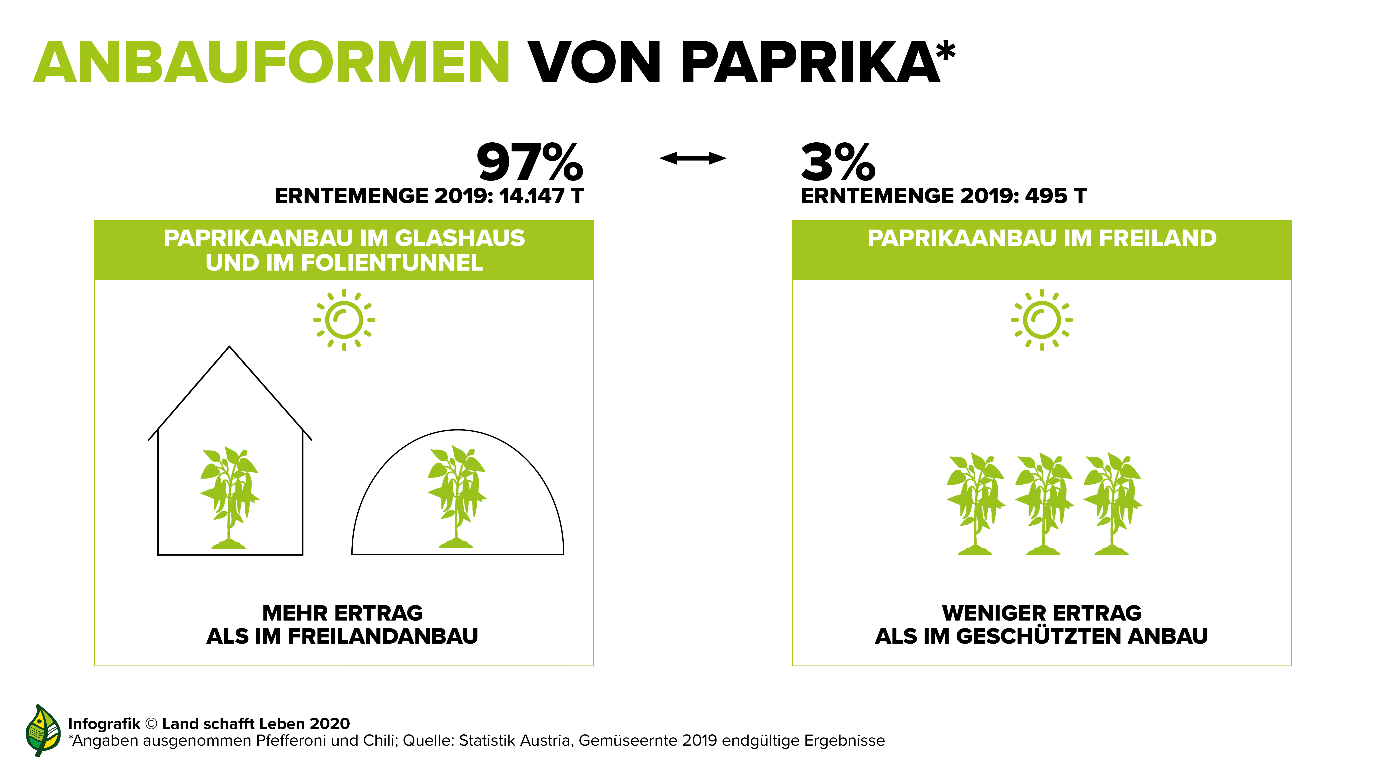 ANBAUFORMEN VON PAPRIKA*
97%
ERNTEMENGE 2019: 14.147 T
3%
ERNTEMENGE 2019: 495 T
PAPRIKAANBAU IM GLASHAUS
UND IM FOLIENTUNNEL
MEHR ERTRAG
ALS IM FREILANDANBAU
PAPRIKAANBAU IM FREILAND
WENIGER ERTRAG
ALS IM GESCHÜTZTEN ANBAU
Infografik © Land schafft Leben 2020
*Angaben ausgenommen Pfefferoni und Chili; Quelle: Statistik Austria, Gemüseernte 2019 endgültige Ergebnisse